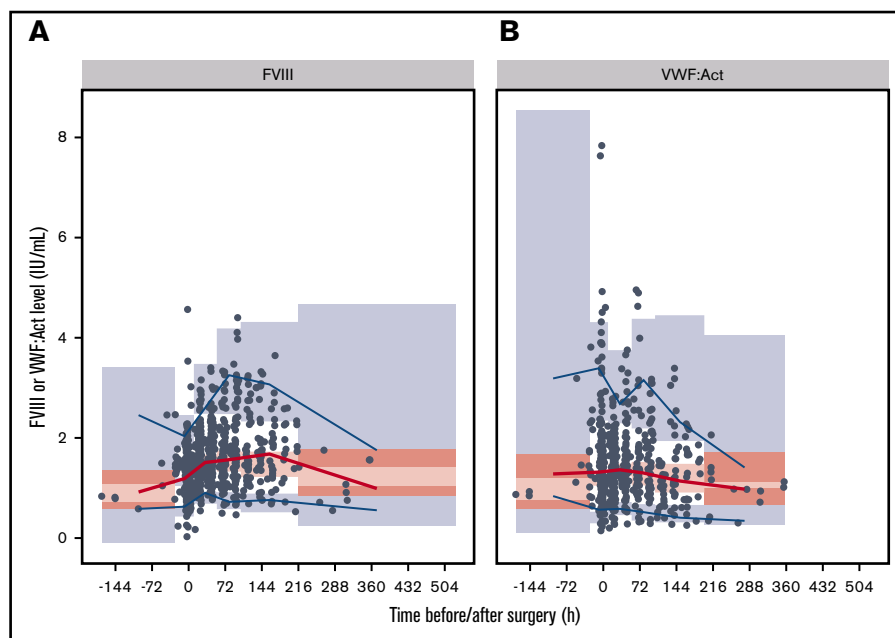 A
B
FVIII
VWF:Act
FVIII or VWF:Act level (IU/mL)
8
6
4
2
0
-144 -72 0 72 144 216 288 360 432 504
-144 -72 0 72 144 216 288 360 432 504
Time before/after surgery (h)